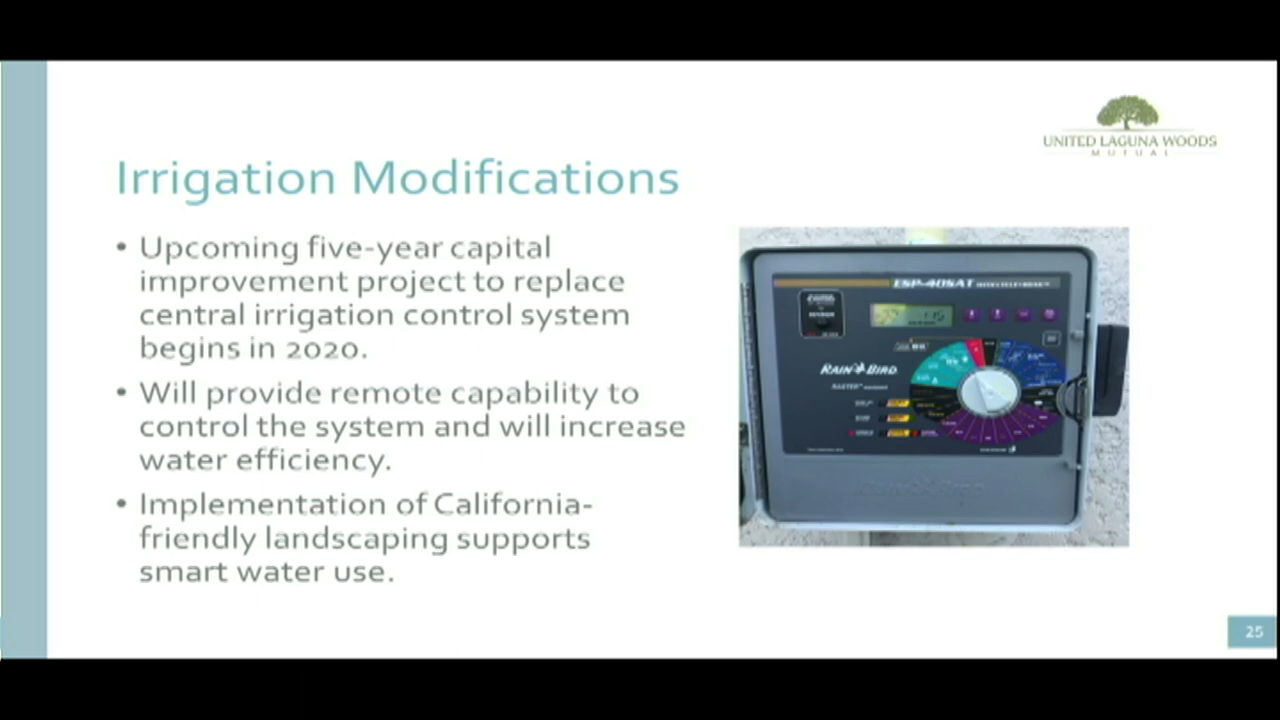 UNITED LAGUNA WOODS
MUTUAL
Irrigation Modifications
• Upcoming five-year capital
improvement project to replace
central irrigation control system
begins in 2020.
• Will provide remote capability to
control the system and will increase
water efficiency.
• Implementation of California-
friendly landscaping supports
smart water use.
ESP-40SAT
RAIN BIRD
25